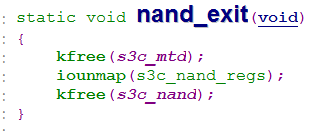 static void nand_exit(void)
{
    kfree(s3c_mtd);
    iounmap(s3c_nand_regs);
    kfree(s3c_nand);
}